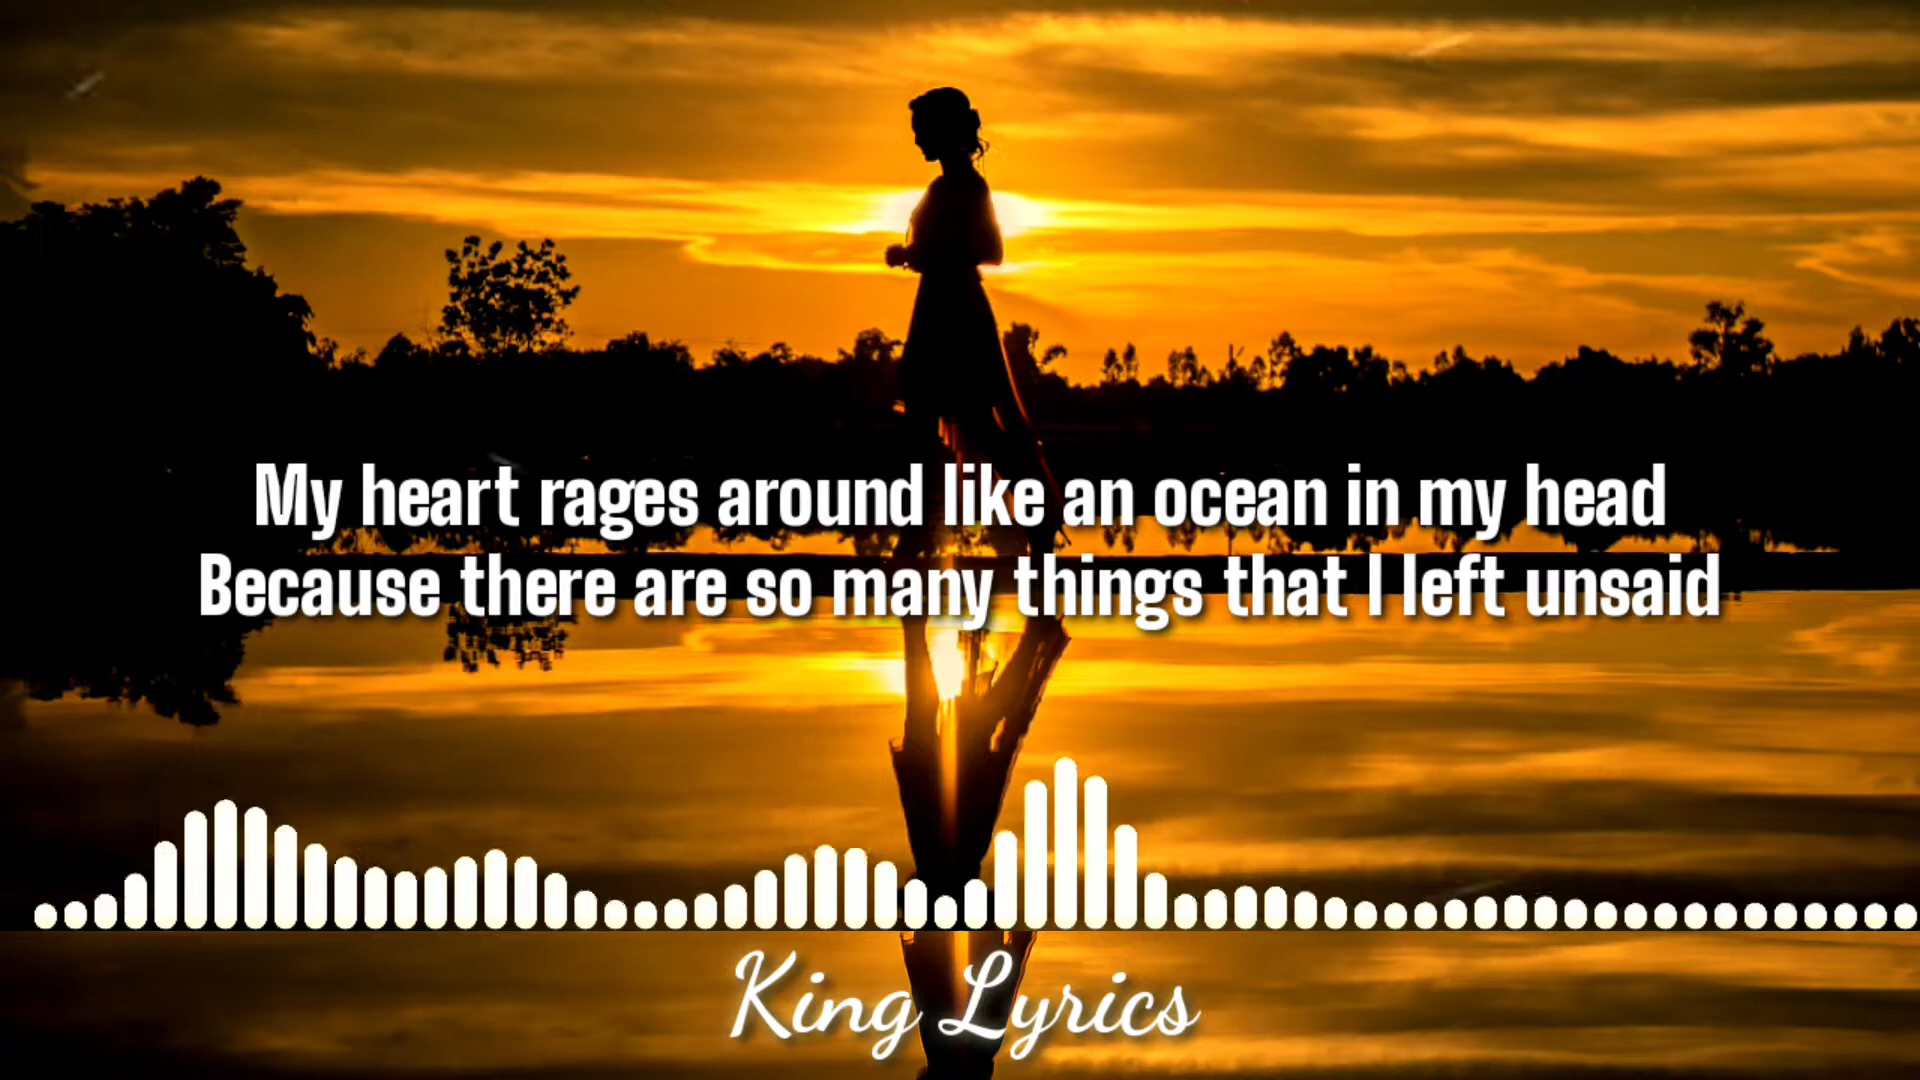 My heart rages around like an ocean in my head
Because there are so many things that I left unsaid
King Lyrics